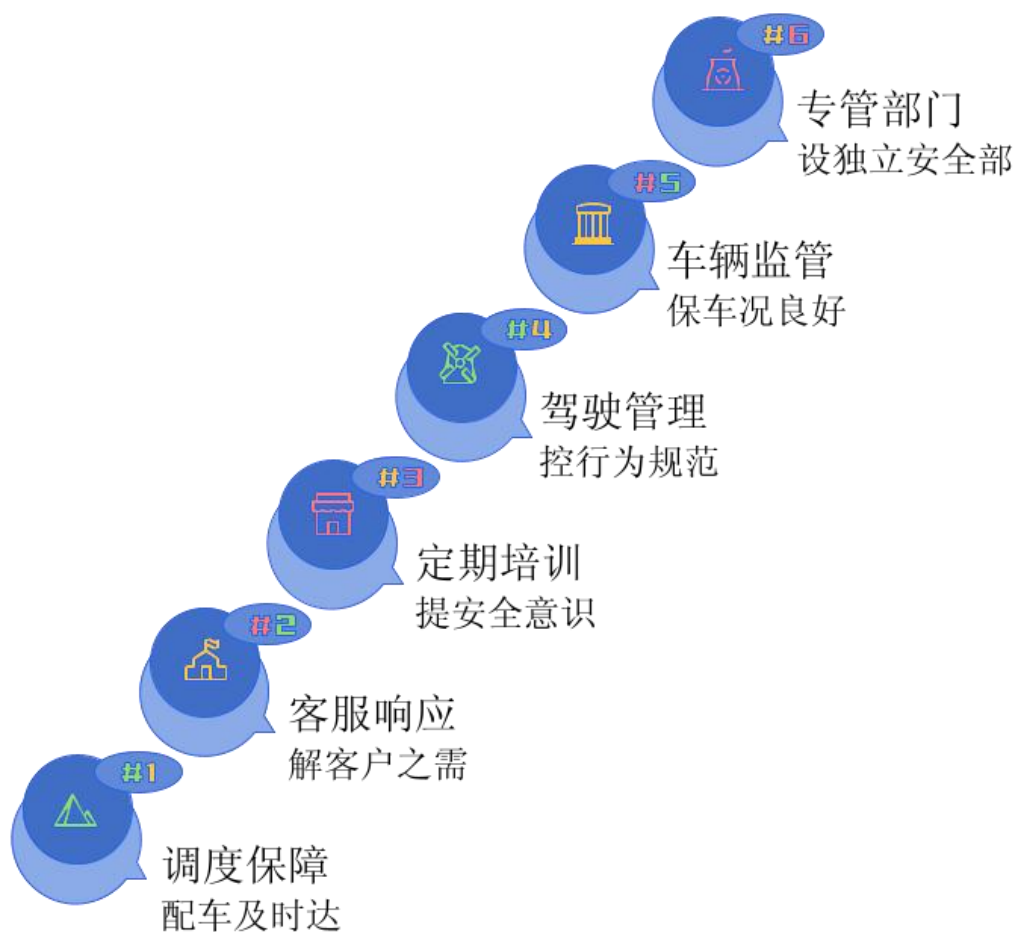 #6
专管部门
设独立安全部
#5
车辆监管
保车况良好
#4
驾驶管理
控行为规范
#3
定期培训
提安全意识
#2
客服响应
解客户之需
#1
调度保障
配车及时达